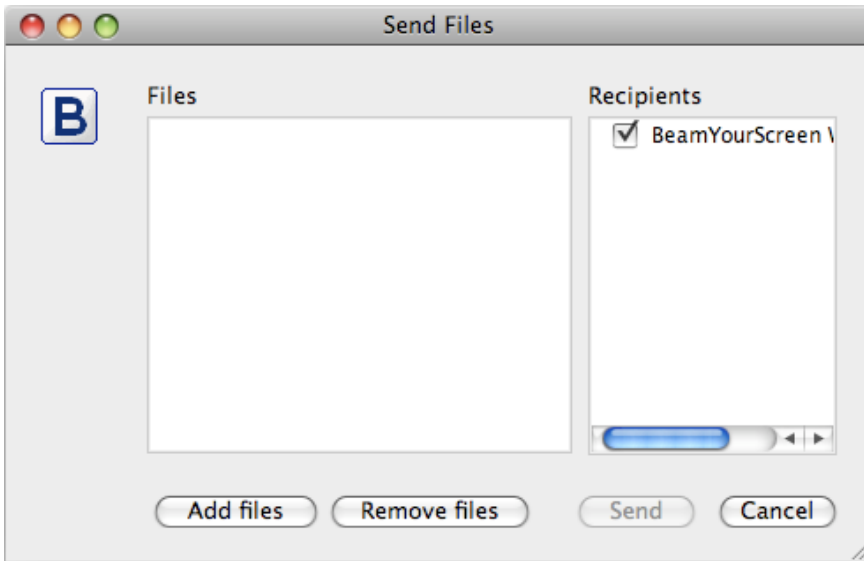 Send Files
B
Files
Recipients
BeamYourScreen
Add files
Remove files
Send
Cancel